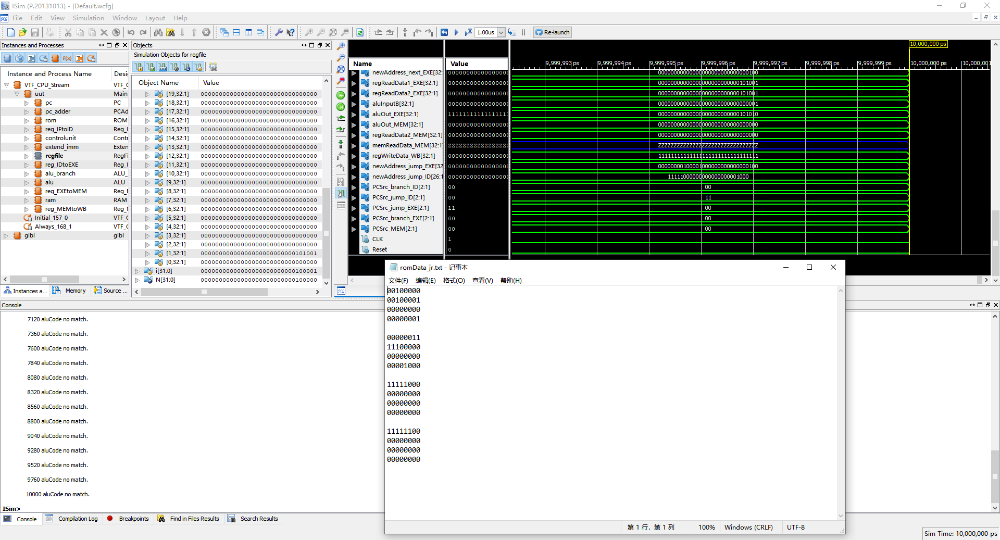 ISim (P.20131013) - [Default.wcfg]
File Edit View Simulation Window Layout Help
1.00us
Re-launch
Instances and Processes
Instance and Process Name Desi
VTF_CPU_Stream VTF_C
uut Main
pc PC
pc_adder PCAd
rom ROM
reg_IFtoID Reg_I
controlunit Contr
extend_imm Exten
regfile RegFi
reg_IDtoEXE Reg_I
alu_branch ALU_
alu ALU
reg_EXEtoMEM Reg_E
ram RAM
reg_MEMtoWB Reg_M
Initial_157_0 VTF_C
Always_168_1 VTF_C
glbl glbl
Instances a... Memory Source ...
Objects
Simulation Objects for regfile
Object Name Value
[19,32:1] 00000000000000000000000000000000
[18,32:1] 00000000000000000000000000000000
[17,32:1] 00000000000000000000000000000000
[16,32:1] 00000000000000000000000000000000
[15,32:1] 00000000000000000000000000000000
[14,32:1] 00000000000000000000000000000000
[13,32:1] 00000000000000000000000000000000
[12,32:1] 00000000000000000000000000000000
[11,32:1] 00000000000000000000000000000000
[10,32:1] 00000000000000000000000000000000
[9,32:1] 00000000000000000000000000000000
[8,32:1] 00000000000000000000000000000000
[7,32:1] 00000000000000000000000000000000
[6,32:1] 00000000000000000000000000000000
[5,32:1] 00000000000000000000000000000000
[4,32:1] 00000000000000000000000000000000
[3,32:1] 00000000000000000000000000000000
[2,32:1] 00000000000000000000000000000000
[1,32:1] 00000000000000000000000000101001
[0,32:1] 00000000000000000000000000000000
i[31:0] 00000000000000000000000000100001
N[31:0] 00000000000000000000000000100000
10,000,000 ps
Name Value
9,999,993 ps 9,999,994 ps 9,999,995 ps 9,999,996 ps 9,999,997 ps 9,999,998 ps 9,999,999 ps 10,000,000 ps 10,000,001
newAddress_next_EXE[32: 00000000000000000000000000000100
regReadData1_EXE[32:1] 00000000000000000000000000101001
regReadData2_EXE[32:1] 00000000000000000000000000101001
aluInputB[32:1] 00000000000000000000000000000001
aluOut_EXE[32:1] 00000000000000000000000000101010
aluOut_MEM[32:1] 00000000000000000000000000000000
regReadData2_MEM[32:1] 00000000000000000000000000000000
memReadData_MEM[32:1] ZZZZZZZZZZZZZZZZZZZZZZZZZZZZZZZZ
regWriteData_WB[32:1] 11111111111111111111111111111111
newAddress_jump_EXE[32 00000000100001000000000000000100
newAddress_jump_ID[26:1 11111000000000000000001000
PCSrc_branch_ID[2:1] 00 00
PCSrc_jump_ID[2:1] 00 11
PCSrc_jump_EXE[2:1] 11 00
PCSrc_branch_EXE[2:1] 00 00
PCSrc_MEM[2:1] 00 00
CLK 1
Reset 0
romData_jr.txt - 记事本
文件(F) 编辑(E) 格式(O) 查看(V) 帮助(H)
00100000
00100001
00000000
00000001
00000011
11100000
00000000
00001000
11111000
00000000
00000000
00000000
11111100
00000000
00000000
00000000
第 1 行，第 1 列 100% Windows (CRLF) UTF-8
Console
7120 aluCode no match.
7360 aluCode no match.
7600 aluCode no match.
7840 aluCode no match.
8080 aluCode no match.
8320 aluCode no match.
8560 aluCode no match.
8800 aluCode no match.
9040 aluCode no match.
9280 aluCode no match.
9520 aluCode no match.
9760 aluCode no match.
10000 aluCode no match.
ISim>
Console Compilation Log Breakpoints Find in Files Results Search Results
Sim Time: 10,000,000 ps